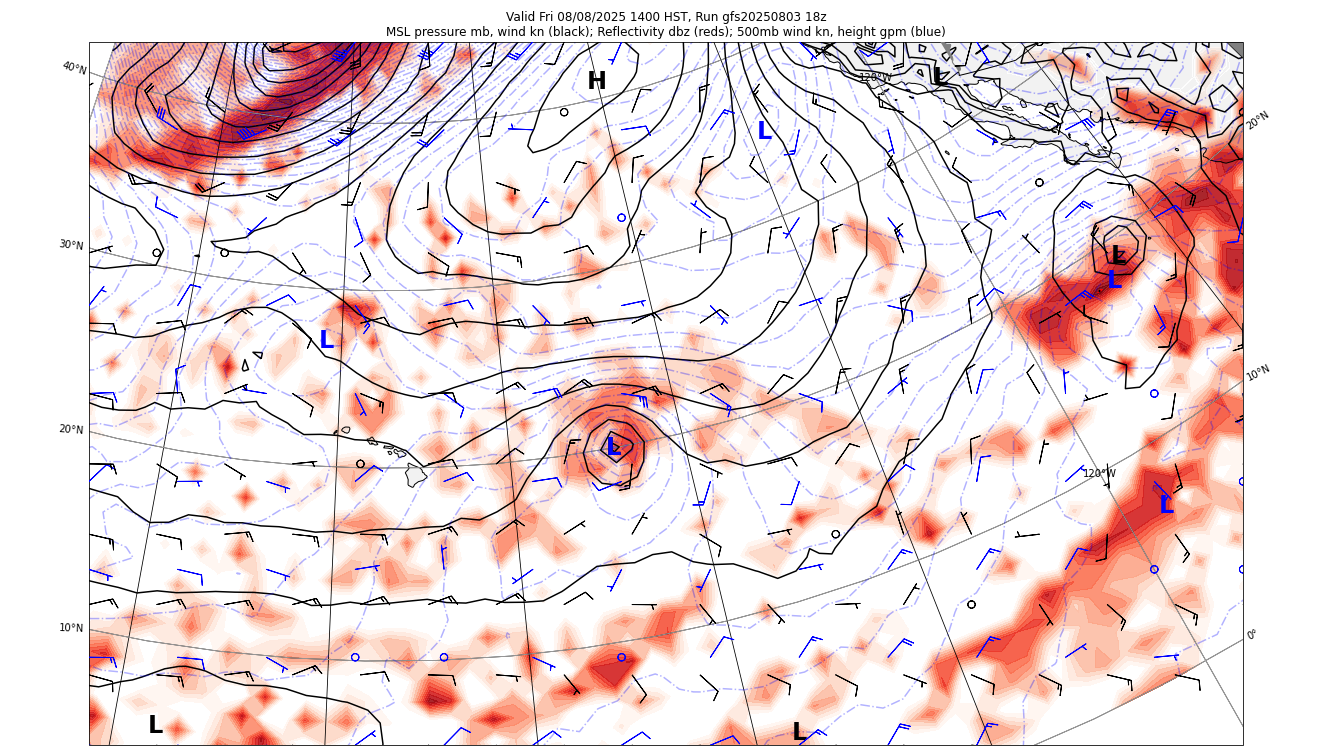 Valid Fri 08/08/2025 1400 HST, Run gfs20250803 18z
MSL pressure mb, wind kn (black); Reflectivity dbz (reds); 500mb wind kn, height gpm (blue)
40°N
H
L
120°W
L
20°N
30°N
L
L
L
10°N
20°N
L
120°W
L
10°N
0°
L
L